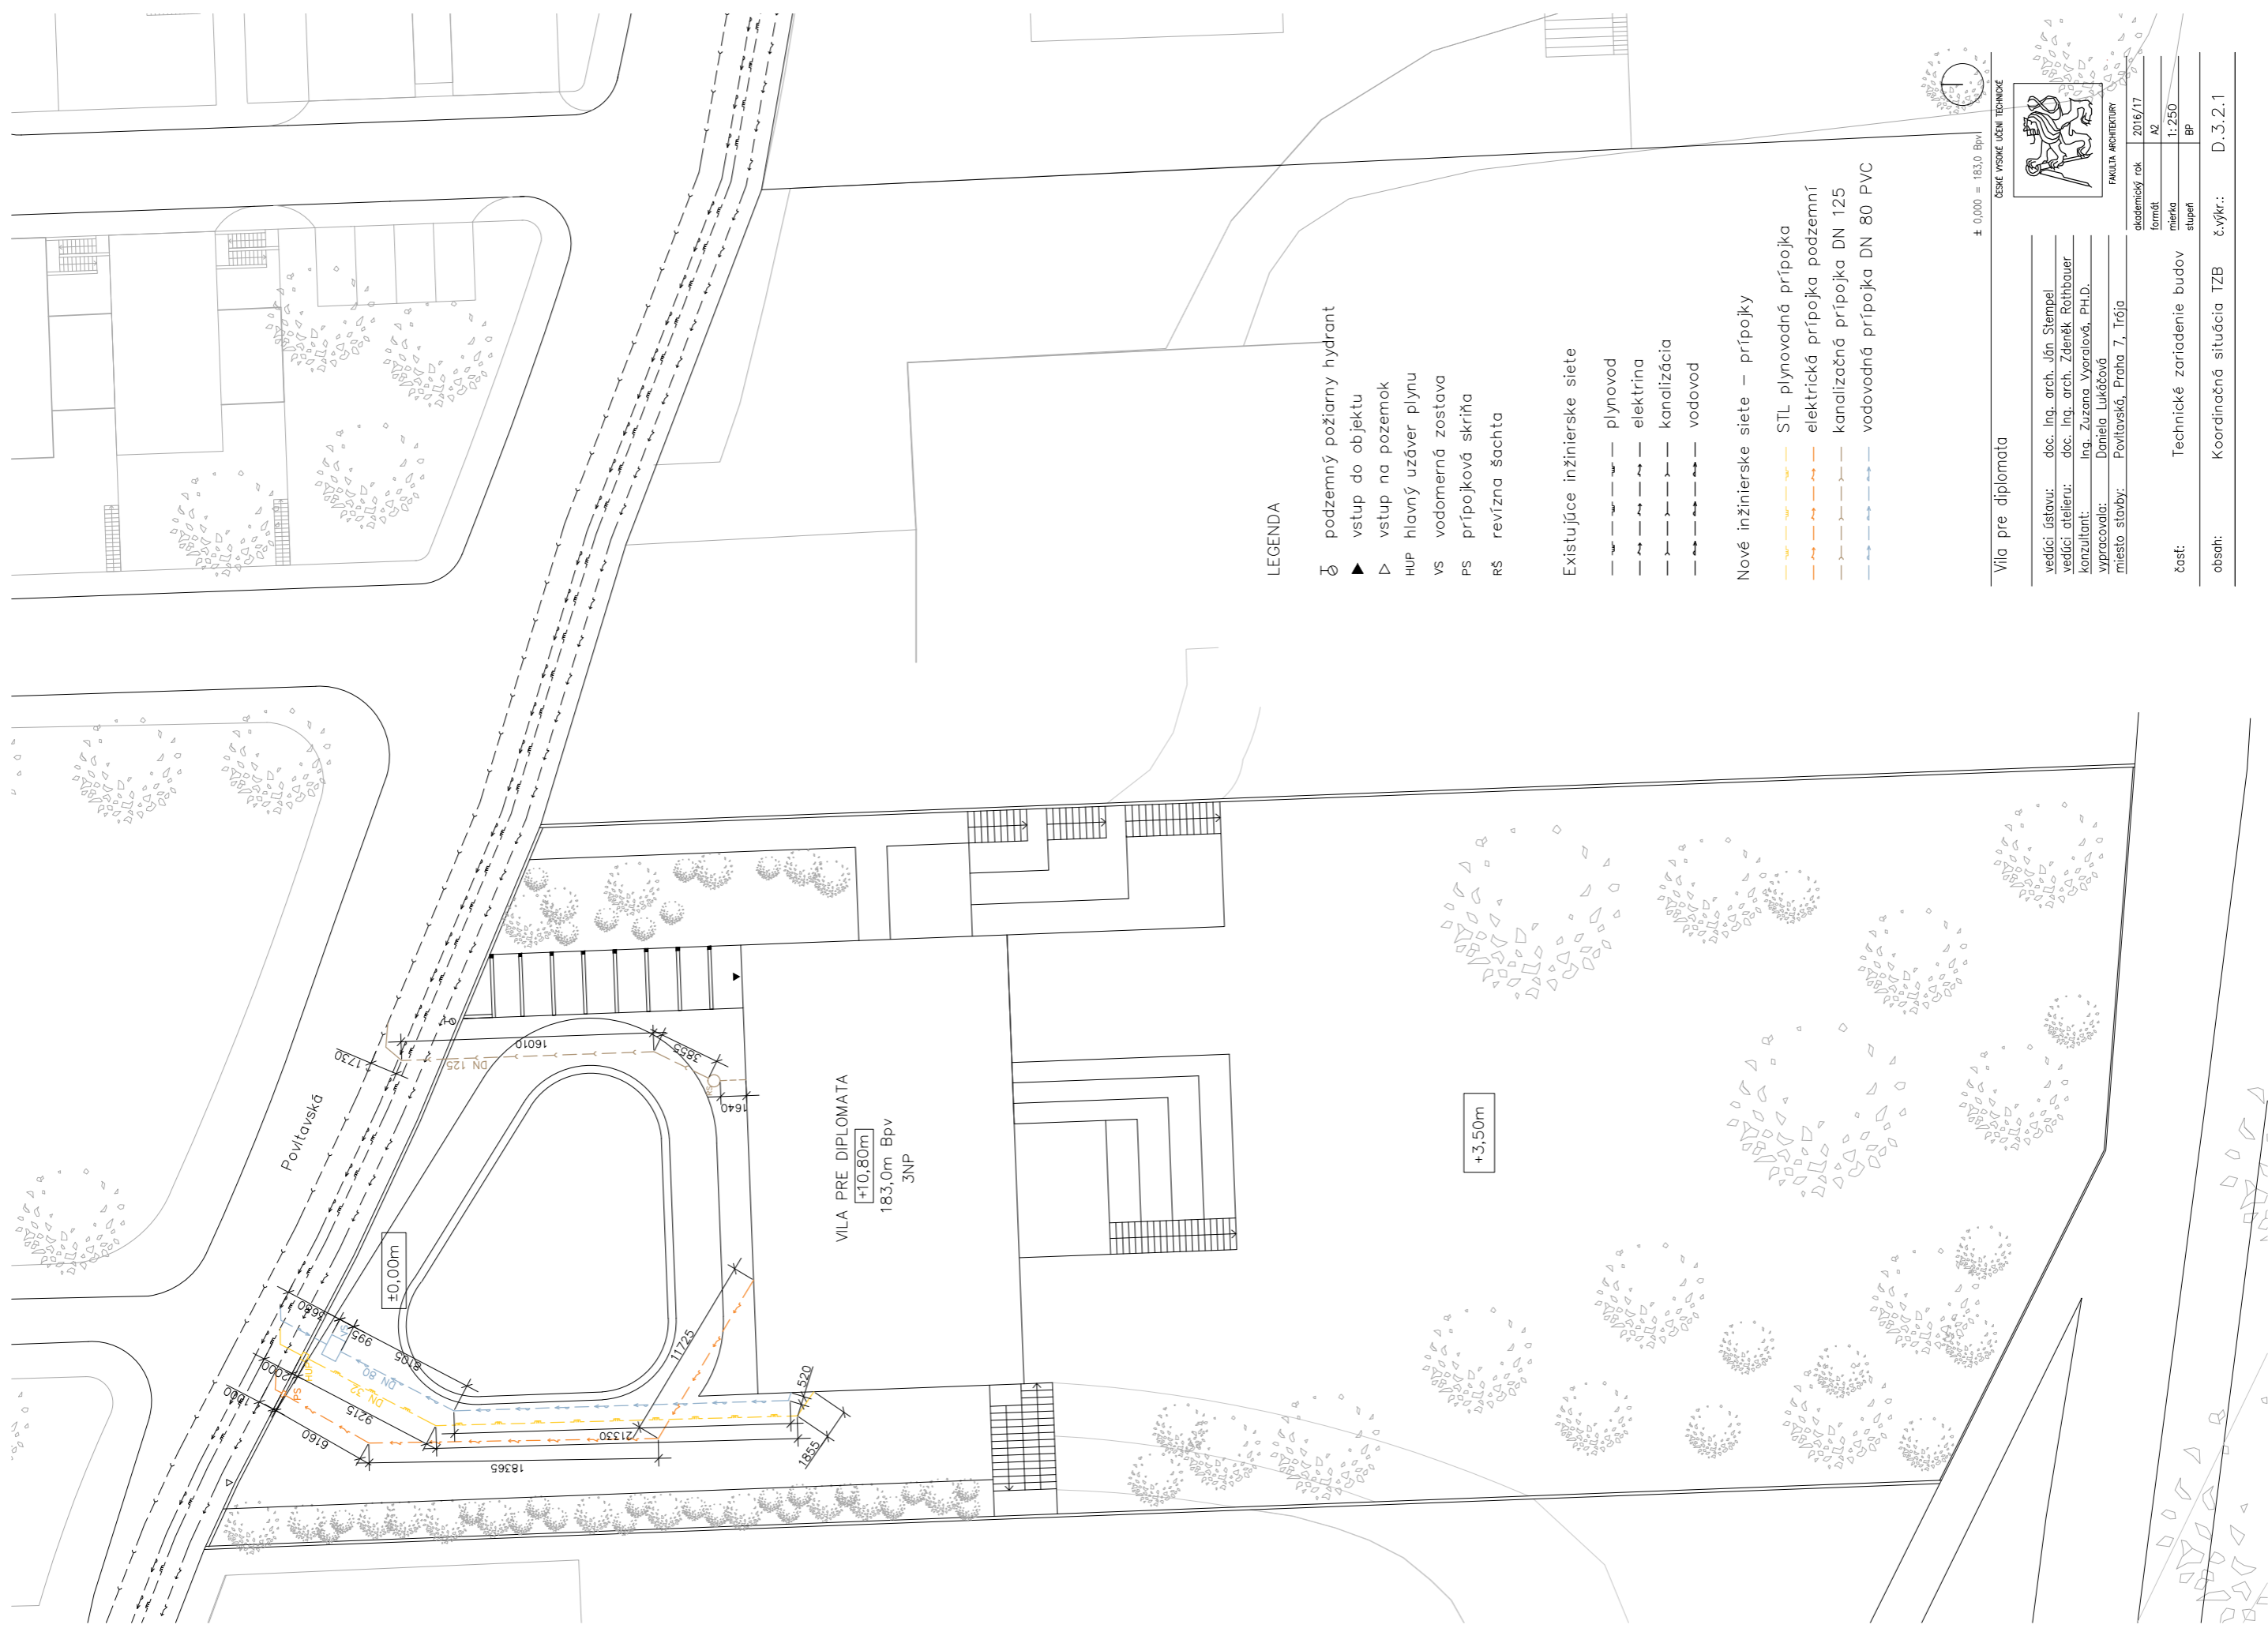 Povltavská
±0,00m
VILA PRE DIPLOMATA
+10,80m
183,0m Bpv
3NP
+3,50m
1730
16010
DN 125
3855
RŠ
1640
3680
VS
995
8105
DN 80
2000
HUP
DN 32
1000
PS
9215
6160
18365
21330
11725
520
1855
LEGENDA
podzemný požiarny hydrant
vstup do objektu
vstup na pozemok
HUP hlavný uzáver plynu
VS vodomerná zostava
PS prípojková skriňa
RŠ revízna šachta
Existujúce inžinierske siete
plynovod
elektrina
kanalizácia
vodovod
Nové inžinierske siete – prípojky
STL plynovodná prípojka
elektrická prípojka podzemní
kanalizačná prípojka DN 125
vodovodná prípojka DN 80 PVC
± 0,000 = 183,0 Bpv
Vila pre diplomata
ČESKÉ VYSOKÉ UČENÍ TECHNICKÉ
FAKULTA ARCHITEKTURY
vedúci ústavu: doc. Ing. arch. Ján Stempel
vedúci atelieru: doc. Ing. arch. Zdeněk Rothbauer
konzultant: Ing. Zuzana Vyoralová, PH.D.
vypracovala: Daniela Lukáčová
miesto stavby: Povltavská, Praha 7, Trója
akademický rok 2016/17
formát A2
mierka 1:250
stupeň BP
časť: Technické zariadenie budov
obsah: Koordinačná situácia TZB č.výkr.: D.3.2.1